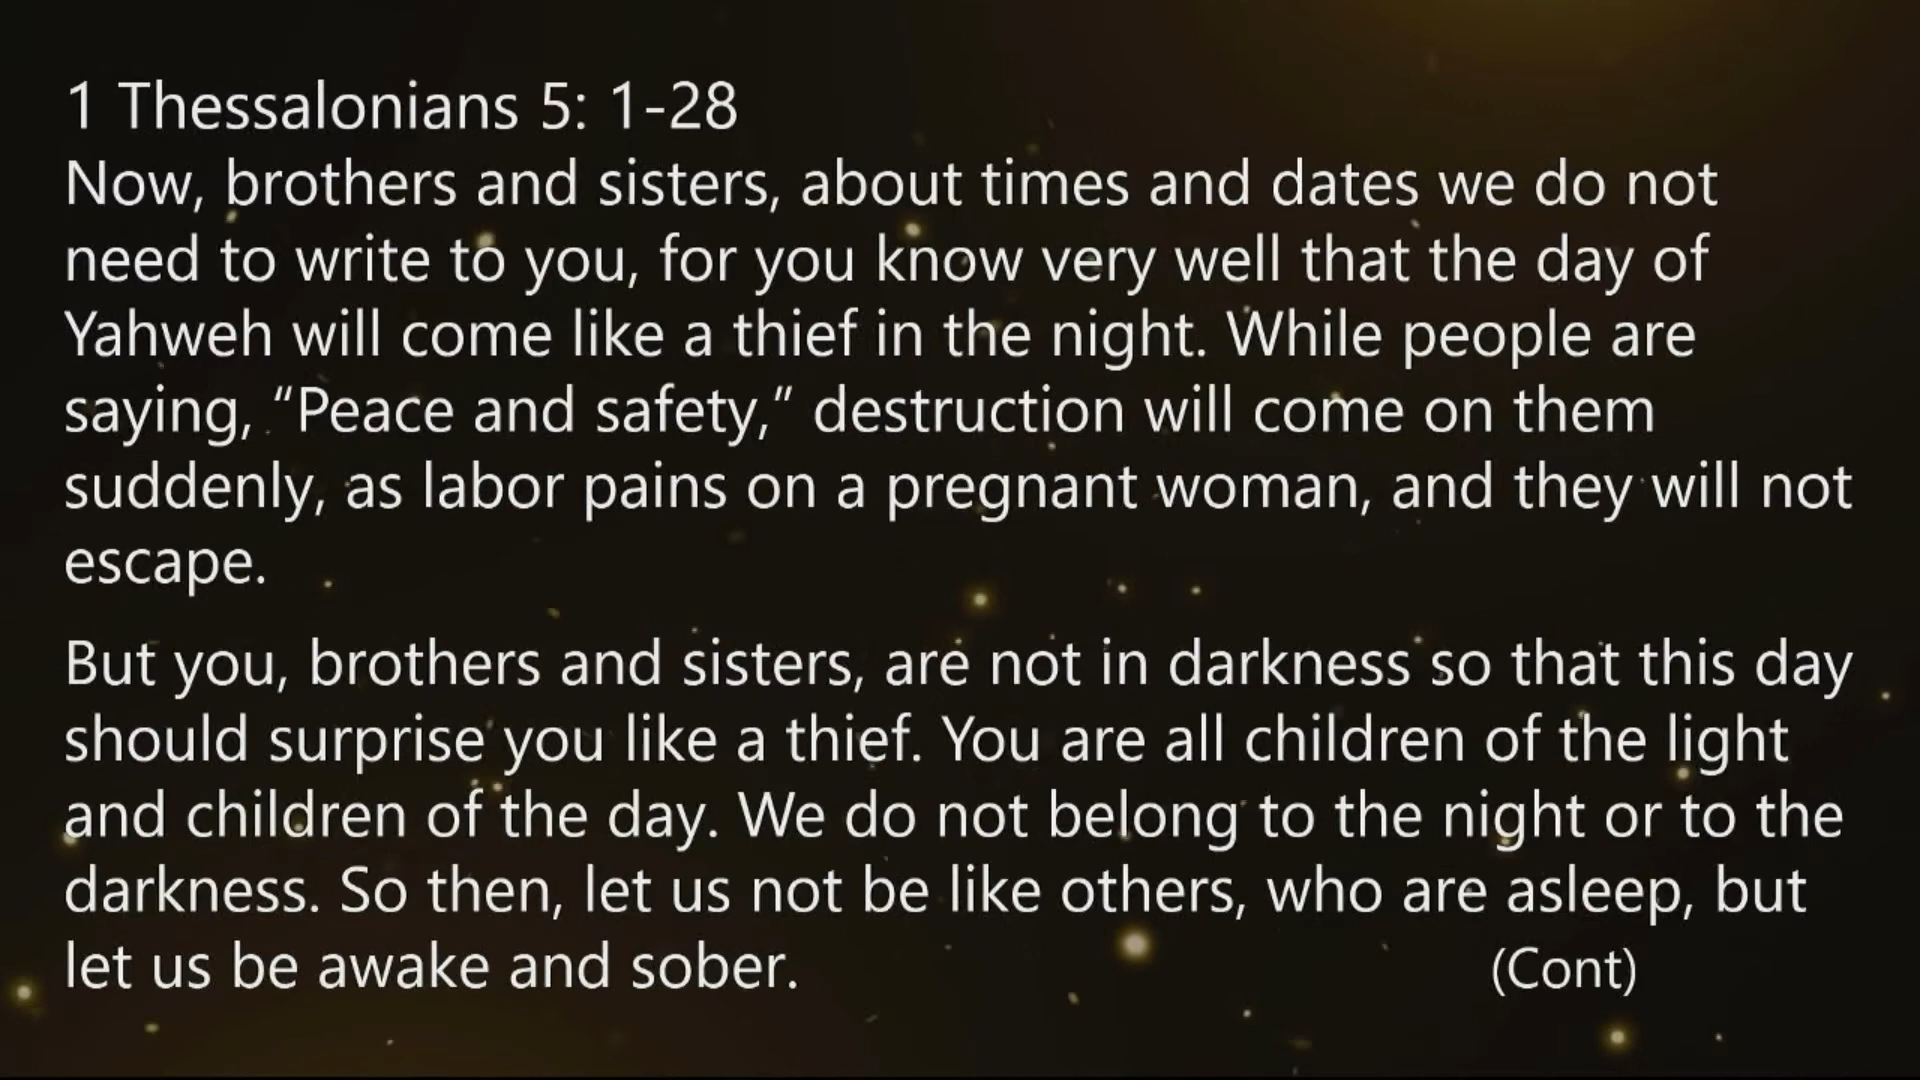 1 Thessalonians 5: 1-28
Now, brothers and sisters, about times and dates we do not
need to write to you, for you know very well that the day of
Yahweh will come like a thief in the night. While people are
saying, “Peace and safety,” destruction will come on them
suddenly, as labor pains on a pregnant woman, and they will not
escape.
But you, brothers and sisters, are not in darkness so that this day
should surprise you like a thief. You are all children of the light
and children of the day. We do not belong to the night or to the
darkness. So then, let us not be like others, who are asleep, but
let us be awake and sober. (Cont)